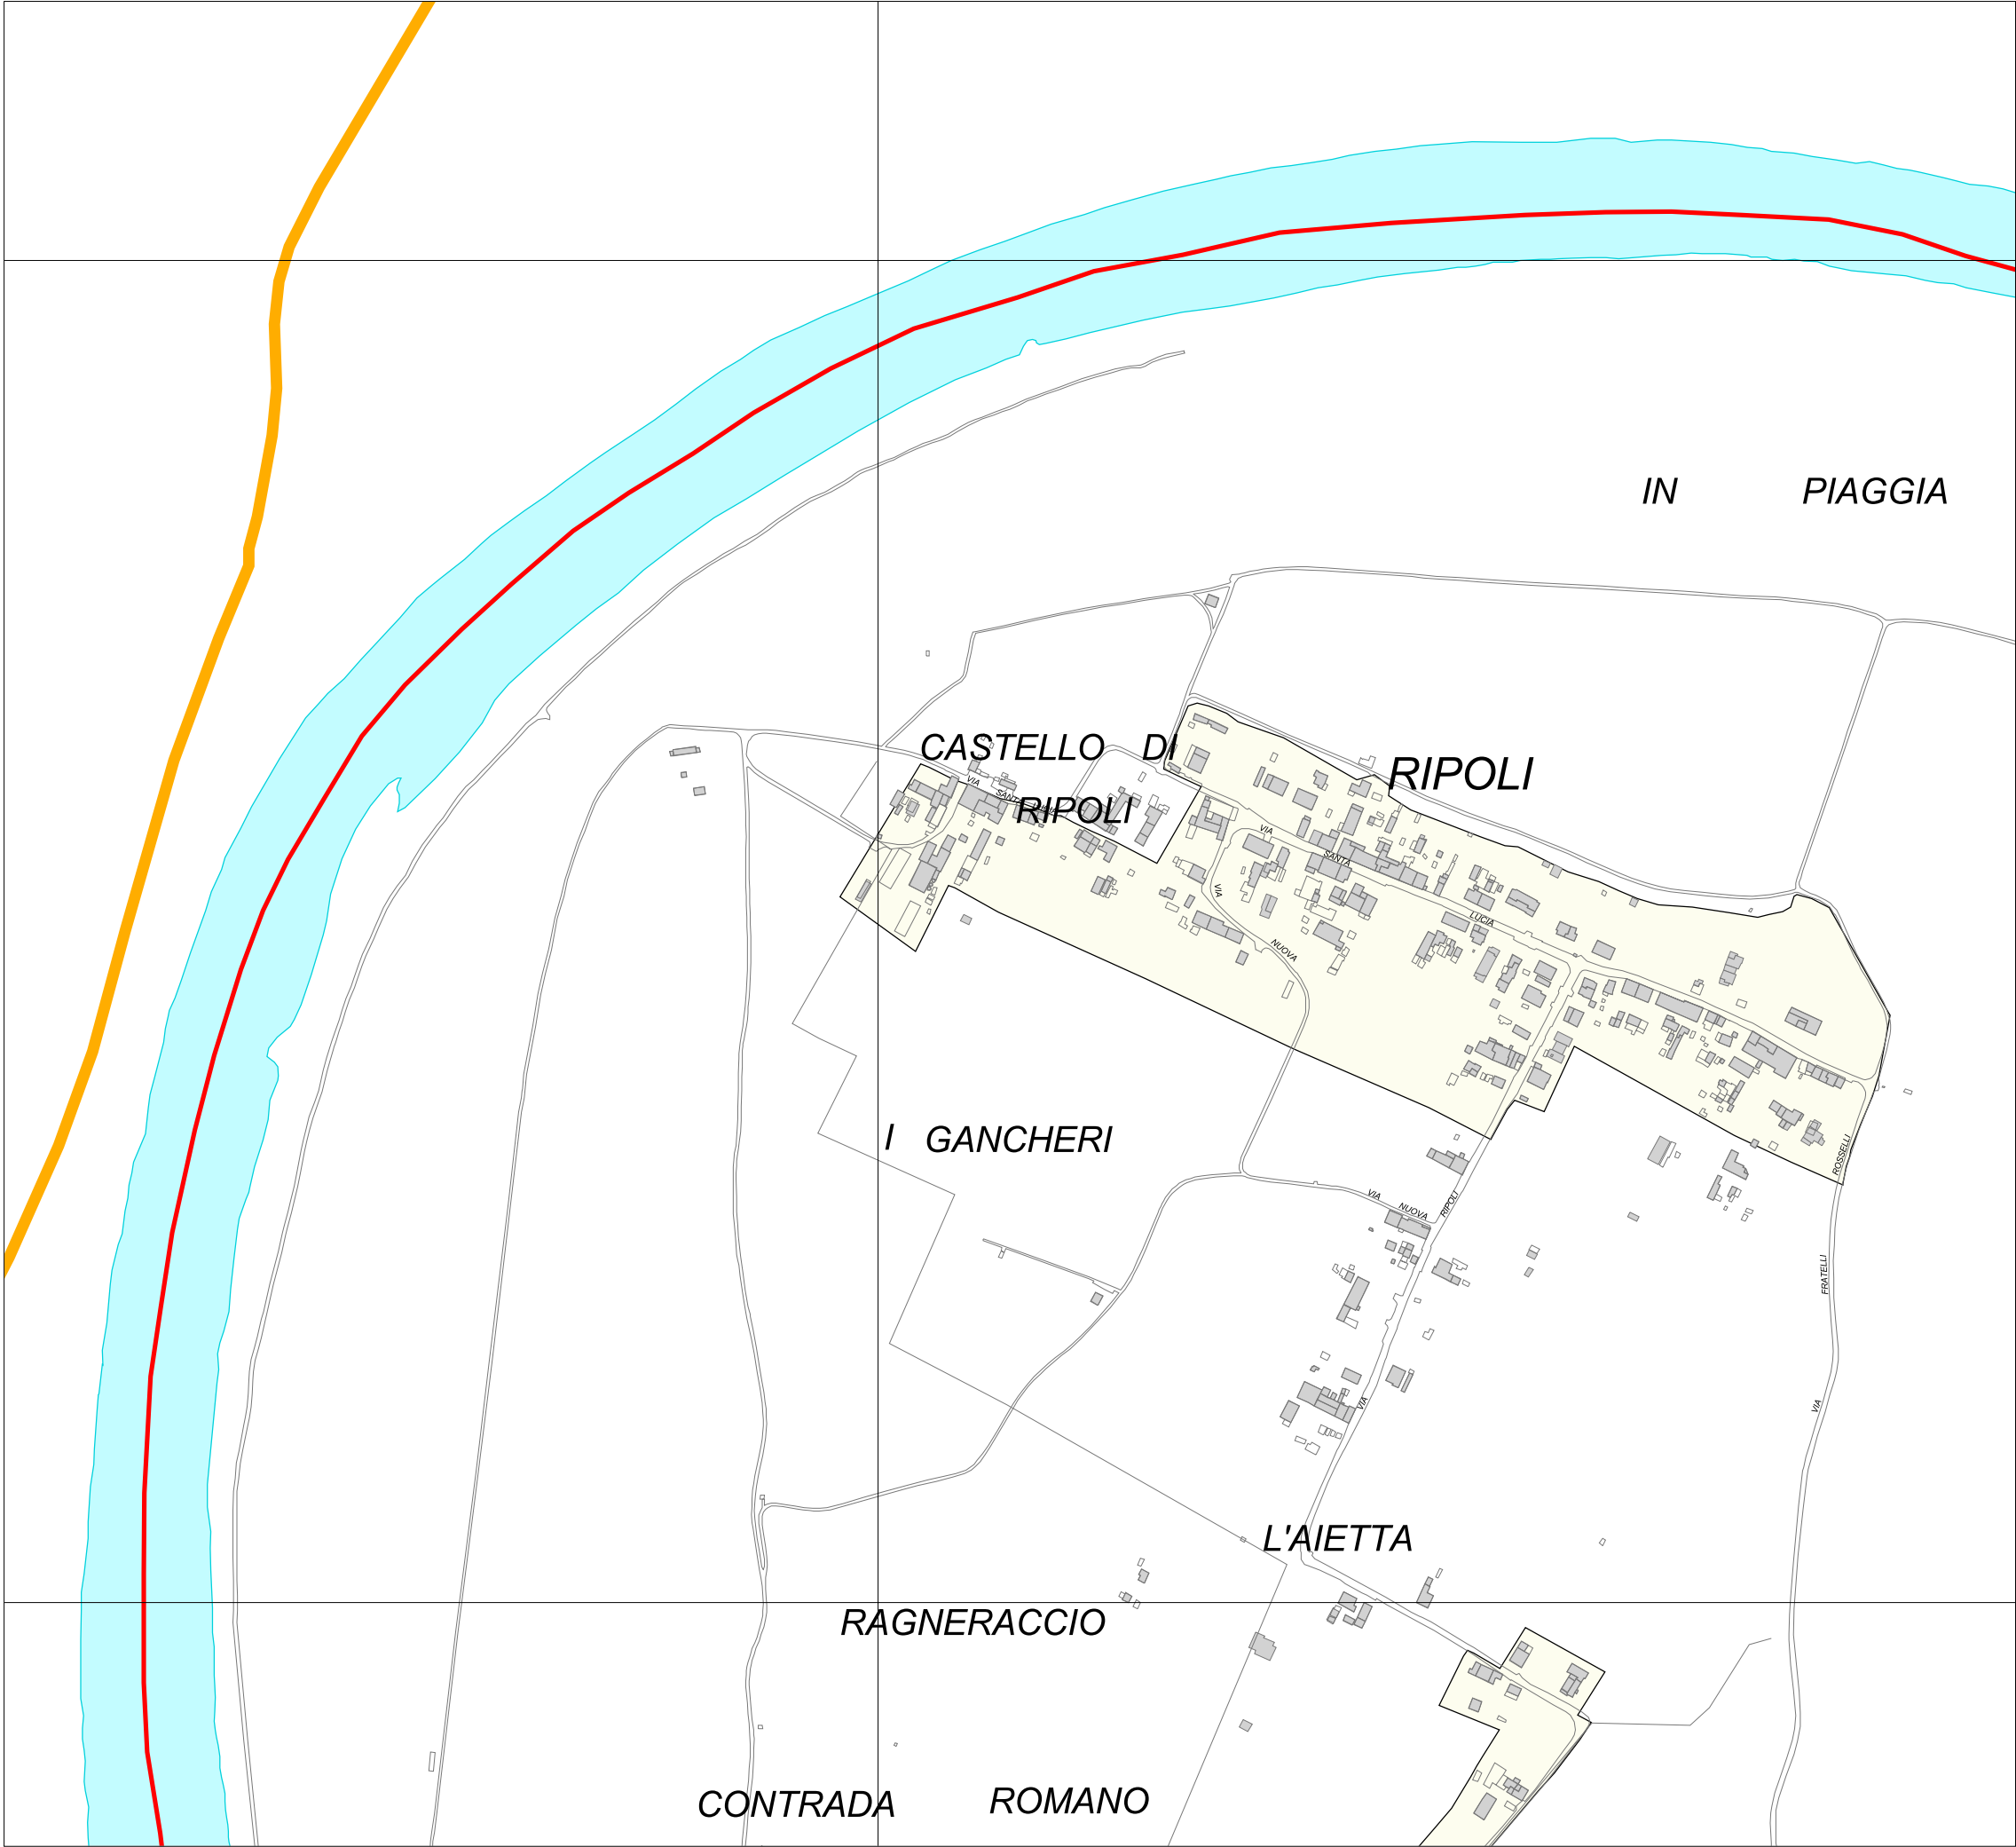 IN PIAGGIA
CASTELLO DI
RIPOLI
RIPOLI
VIA
SANTA
VIA
SANTA
LUCIA
VIA
NUOVA
I GANCHERI
VIA
NUOVA
RIPOLI
VIA
ROSSELLI
FRATELLI
VIA
L'AIETTA
RAGNERACCIO
CONTRADA ROMANO